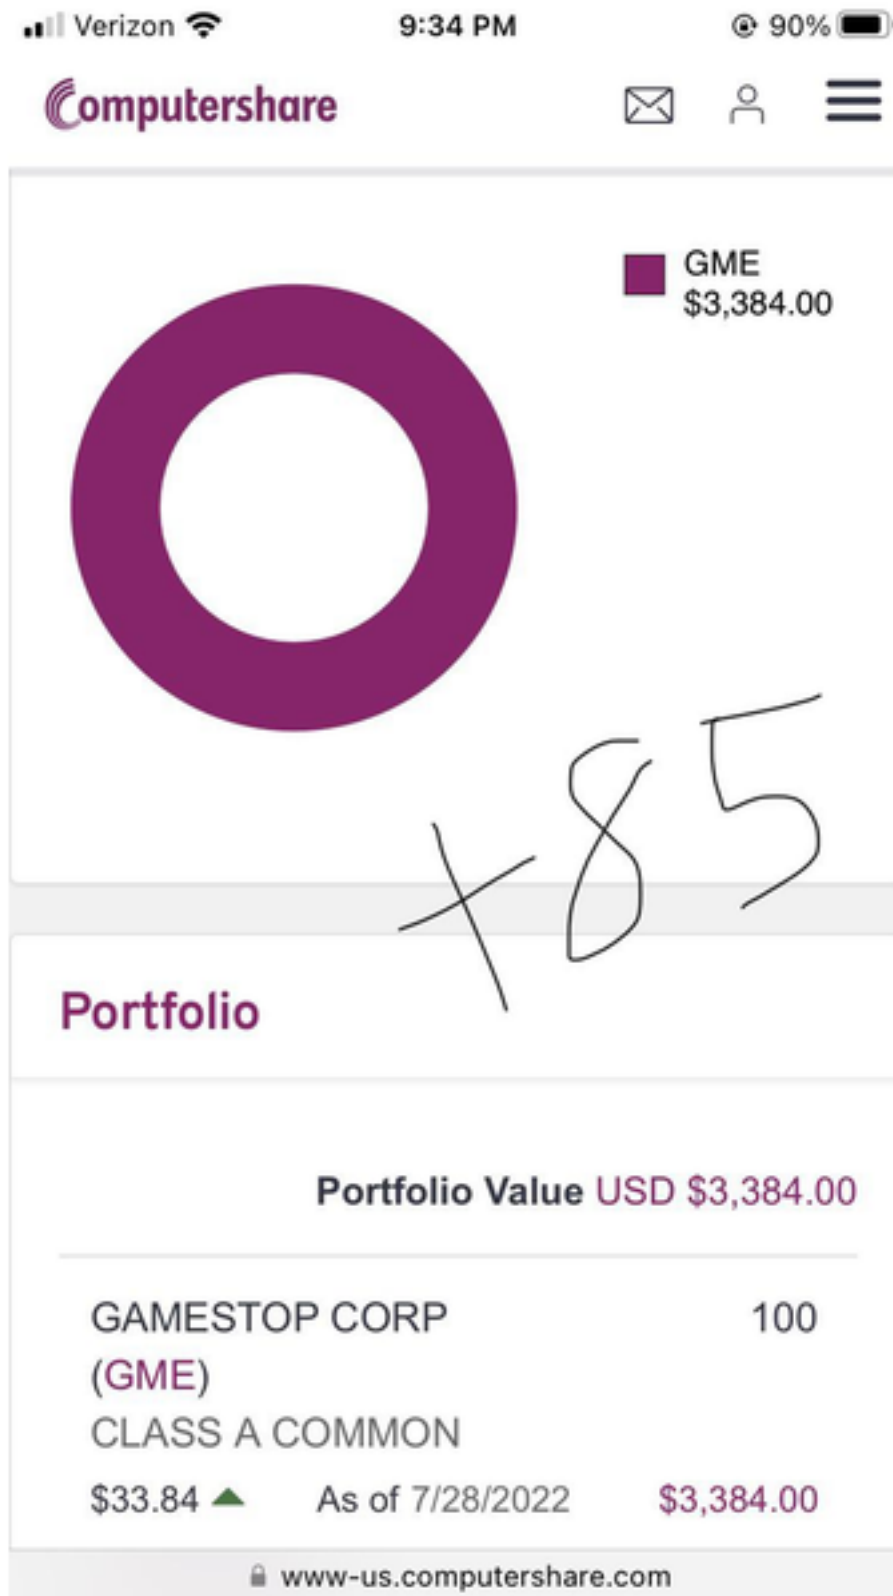 Verizon 9:34 PM 90%
Computershare
GME
$3,384.00
+85
Portfolio
Portfolio Value USD $3,384.00
GAMESTOP CORP 100
(GME)
CLASS A COMMON
$33.84 As of 7/28/2022 $3,384.00
www-us.computershare.com